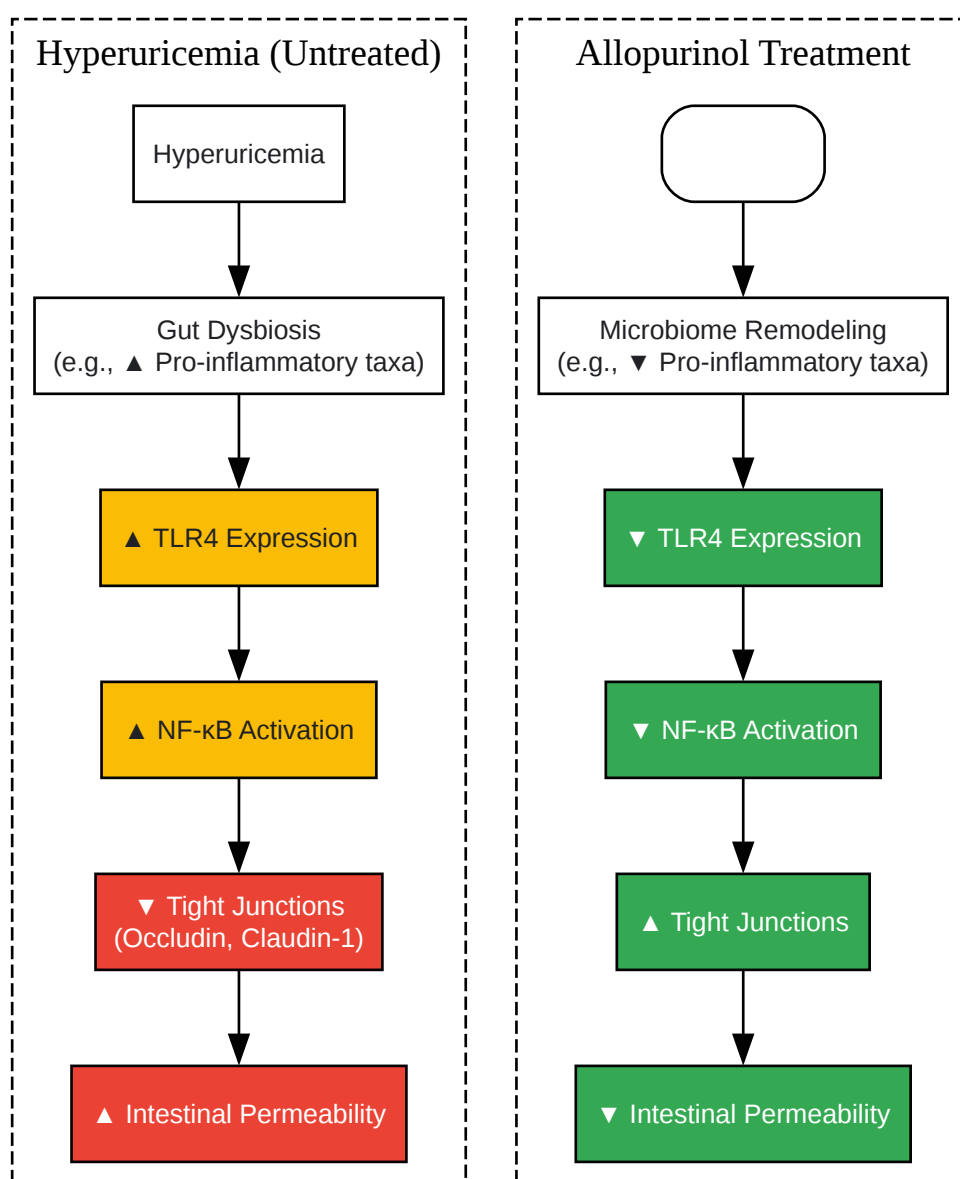 Hyperuricemia (Untreated)
Hyperuricemia
Gut Dysbiosis
(e.g., ▲ Pro-inflammatory taxa)
▲ TLR4 Expression
▲ NF-κB Activation
▼ Tight Junctions
(Occludin, Claudin-1)
▲ Intestinal Permeability
Allopurinol Treatment
Microbiome Remodeling
(e.g., ▼ Pro-inflammatory taxa)
▼ TLR4 Expression
▼ NF-κB Activation
▲ Tight Junctions
▼ Intestinal Permeability